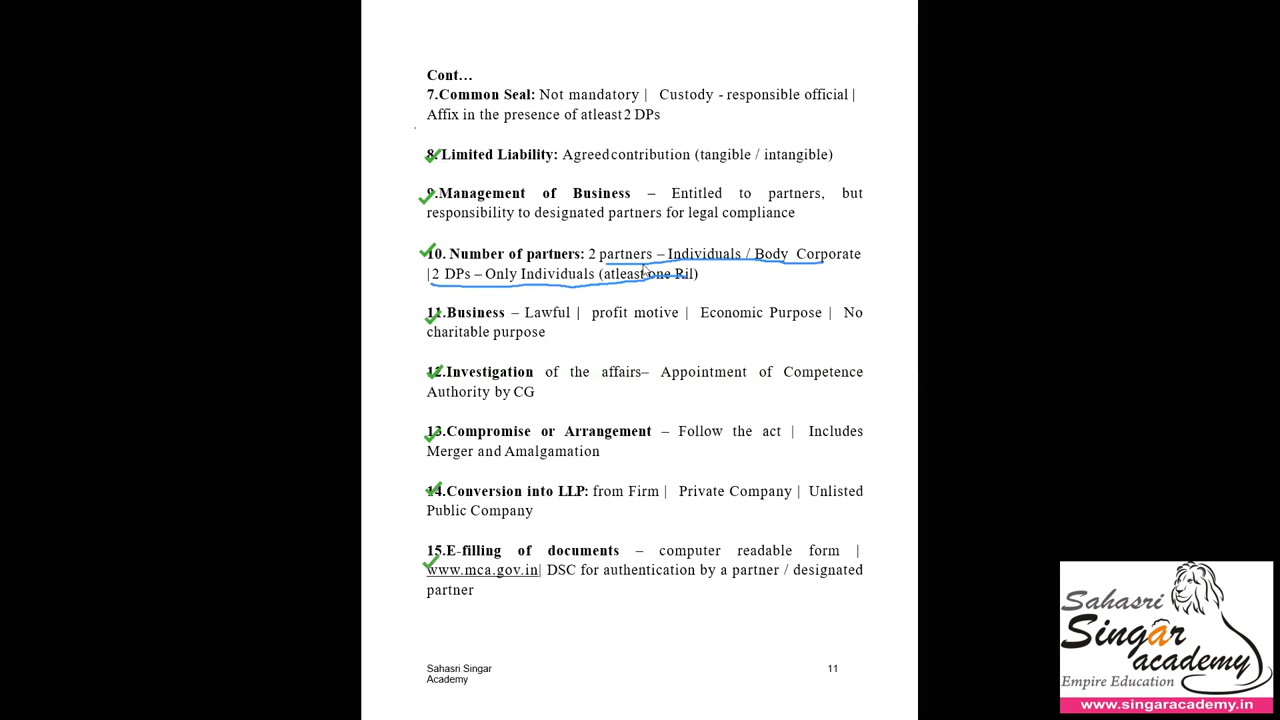 Cont…
7.Common Seal: Not mandatory | Custody - responsible official |
Affix in the presence of atleast 2 DPs
8.Limited Liability: Agreed contribution (tangible / intangible)
9.Management of Business – Entitled to partners, but
responsibility to designated partners for legal compliance
10. Number of partners: 2 partners – Individuals / Body Corporate
|2 DPs – Only Individuals (atleast one RiI)
11.Business – Lawful | profit motive | Economic Purpose | No
charitable purpose
12.Investigation of the affairs– Appointment of Competence
Authority by CG
13.Compromise or Arrangement – Follow the act | Includes
Merger and Amalgamation
14.Conversion into LLP: from Firm | Private Company | Unlisted
Public Company
15.E-filling of documents – computer readable form |
www.mca.gov.in| DSC for authentication by a partner / designated
partner
Sahasri Singar
Academy
11
Sahasri
Singar
academy
Empire Education
www.singaracademy.in